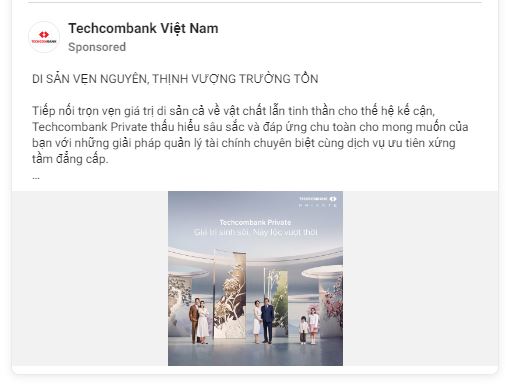 Techcombank Việt Nam
TECHCOMBANK
Sponsored
DI SẢN VẸN NGUYÊN, THỊNH VƯỢNG TRƯỜNG TỒN
Tiếp nối trọn vẹn giá trị di sản cả về vật chất lẫn tinh thần cho thế hệ kế cận,
Techcombank Private thấu hiểu sâu sắc và đáp ứng chu toàn cho mong muốn của
bạn với những giải pháp quản lý tài chính chuyên biệt cùng dịch vụ ưu tiên xứng
tầm đẳng cấp.
...
TECHCOMBANK
PRIVATE
Techcombank Private
Giá trị sinh sôi, Nảy lộc vượt thời